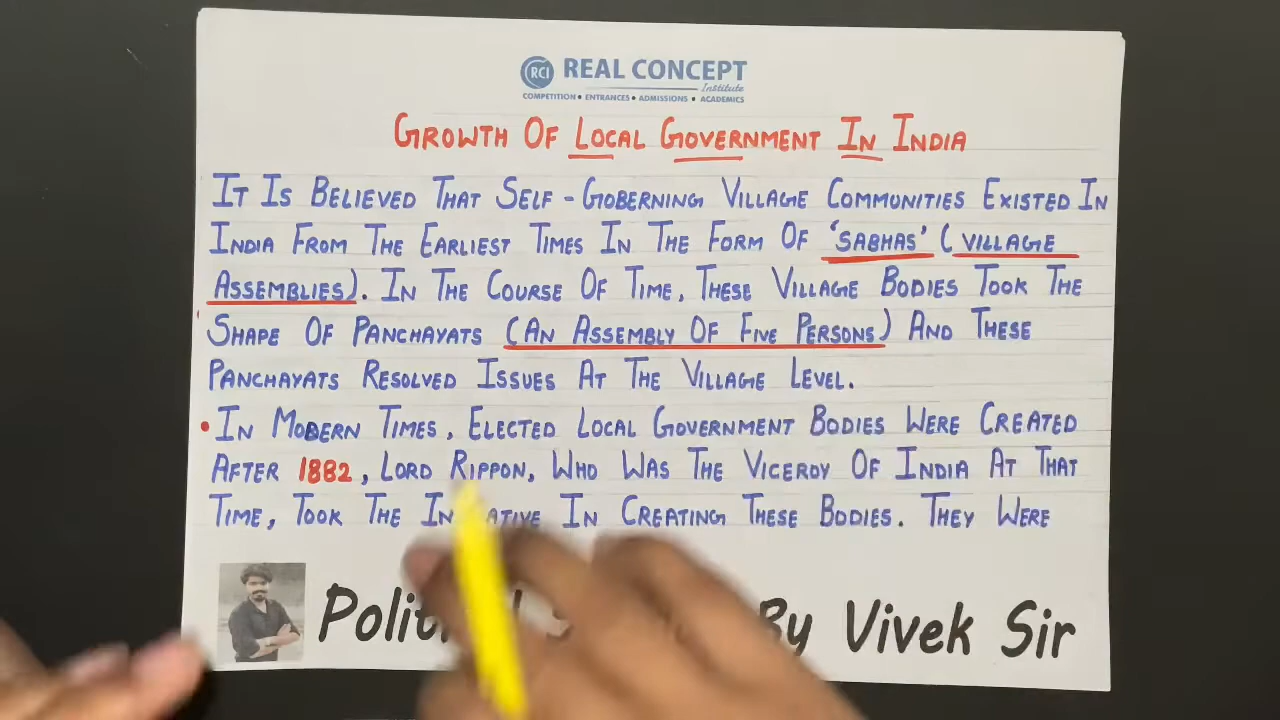 RCI REAL CONCEPT
Institute
COMPETITION • ENTRANCES • ADMISSIONS • ACADEMICS
GROWTH OF LOCAL GOVERNMENT IN INDIA
IT IS BELIEVED THAT SELF - GOBERNING VILLAGE COMMUNITIES EXISTED IN
INDIA FROM THE EARLIEST TIMES IN THE FORM OF 'SABHAS' (VILLAGE
ASSEMBLIES). IN THE COURSE OF TIME, THESE VILLAGE BODIES TOOK THE
SHAPE OF PANCHAYATS (AN ASSEMBLY OF FIVE PERSONS) AND THESE
PANCHAYATS RESOLVED ISSUES AT THE VILLAGE LEVEL.
• IN MODERN TIMES, ELECTED LOCAL GOVERNMENT BODIES WERE CREATED
AFTER 1882, LORD RIPPON, WHO WAS THE VICEROY OF INDIA AT THAT
TIME, TOOK THE IN ATIVE IN CREATING THESE BODIES. THEY WERE
By Vivek Sir